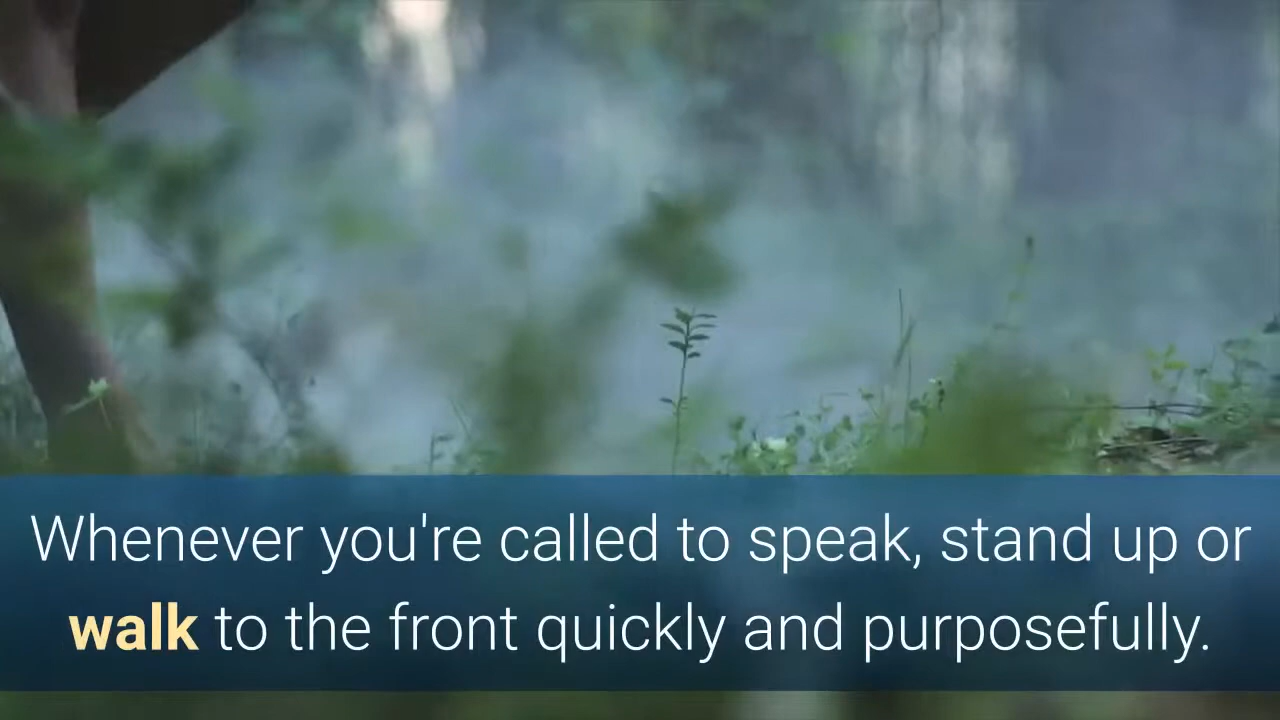 Whenever you're called to speak, stand up or
walk to the front quickly and purposefully.